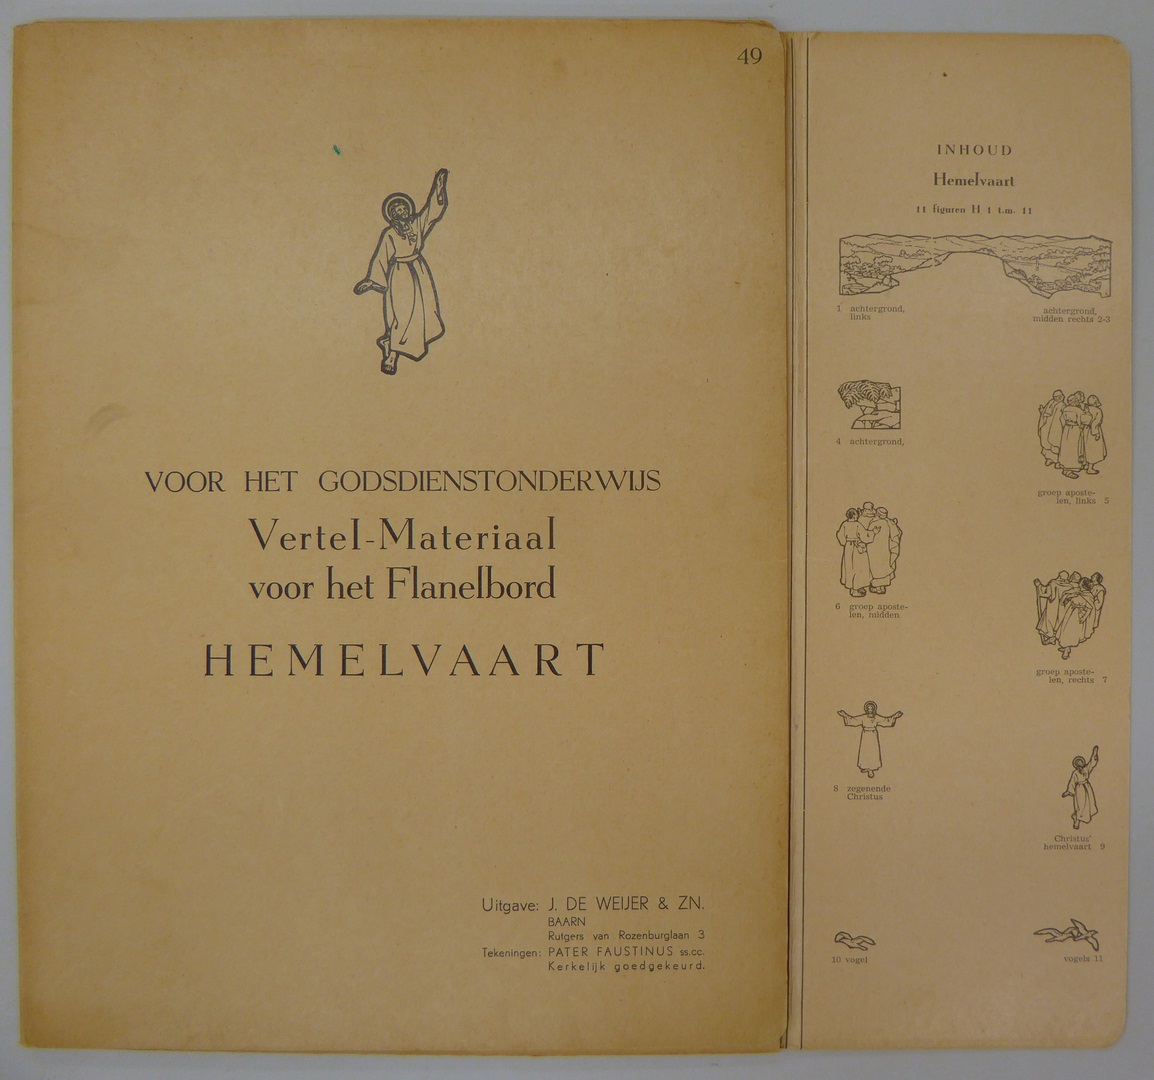 49
VOOR HET GODSDIENSTONDERWIJS
Vertel-Materiaal
voor het Flanelbord
HEMELVAART
Uitgave: J. DE WEIJER & ZN.
BAARN
Rutgers van Rozenburglaan 3
Tekeningen: PATER FAUSTINUS ss.cc.
Kerkelijk goedgekeurd.
INHOUD
Hemelvaart
11 figuren H 1 t.m. 11
1 achtergrond,
links
achtergrond,
midden rechts 2-3
4 achtergrond,
groep aposte-
len, links 5
6 groep aposte-
len, midden
groep aposte-
len, rechts 7
8 zegenende
Christus
Christus'
hemelvaart 9
10 vogel
vogels 11